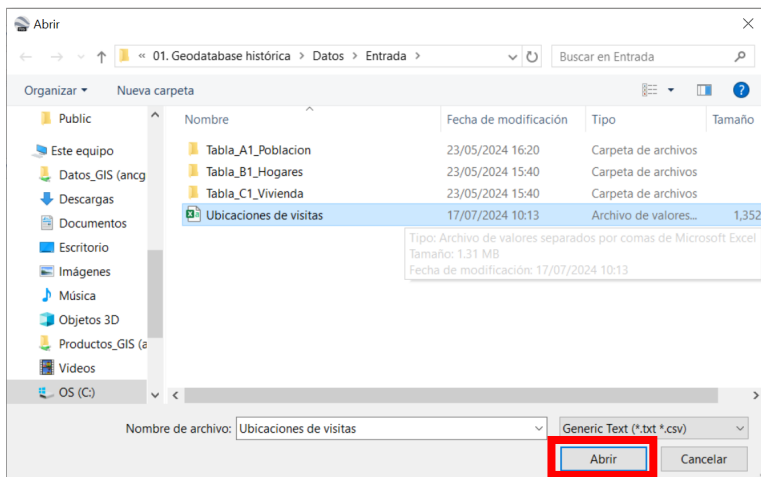 Abrir
« 01. Geodatabase histórica > Datos > Entrada >
Buscar en Entrada
Organizar
Nueva carpeta
Nombre
Fecha de modificación
Tipo
Tamaño
Public
Este equipo
Datos_GIS (ancg
Descargas
Documentos
Escritorio
Imágenes
Música
Objetos 3D
Productos_GIS (a
Videos
OS (C:)
Tabla_A1_Poblacion 23/05/2024 16:20 Carpeta de archivos
Tabla_B1_Hogares 23/05/2024 15:40 Carpeta de archivos
Tabla_C1_Vivienda 23/05/2024 15:40 Carpeta de archivos
Ubicaciones de visitas 17/07/2024 10:13 Archivo de valores... 1,352
Tipo: Archivo de valores separados por comas de Microsoft Excel
Tamaño: 1.31 MB
Fecha de modificación: 17/07/2024 10:13
Nombre de archivo: Ubicaciones de visitas
Generic Text (*.txt *.csv)
Abrir
Cancelar